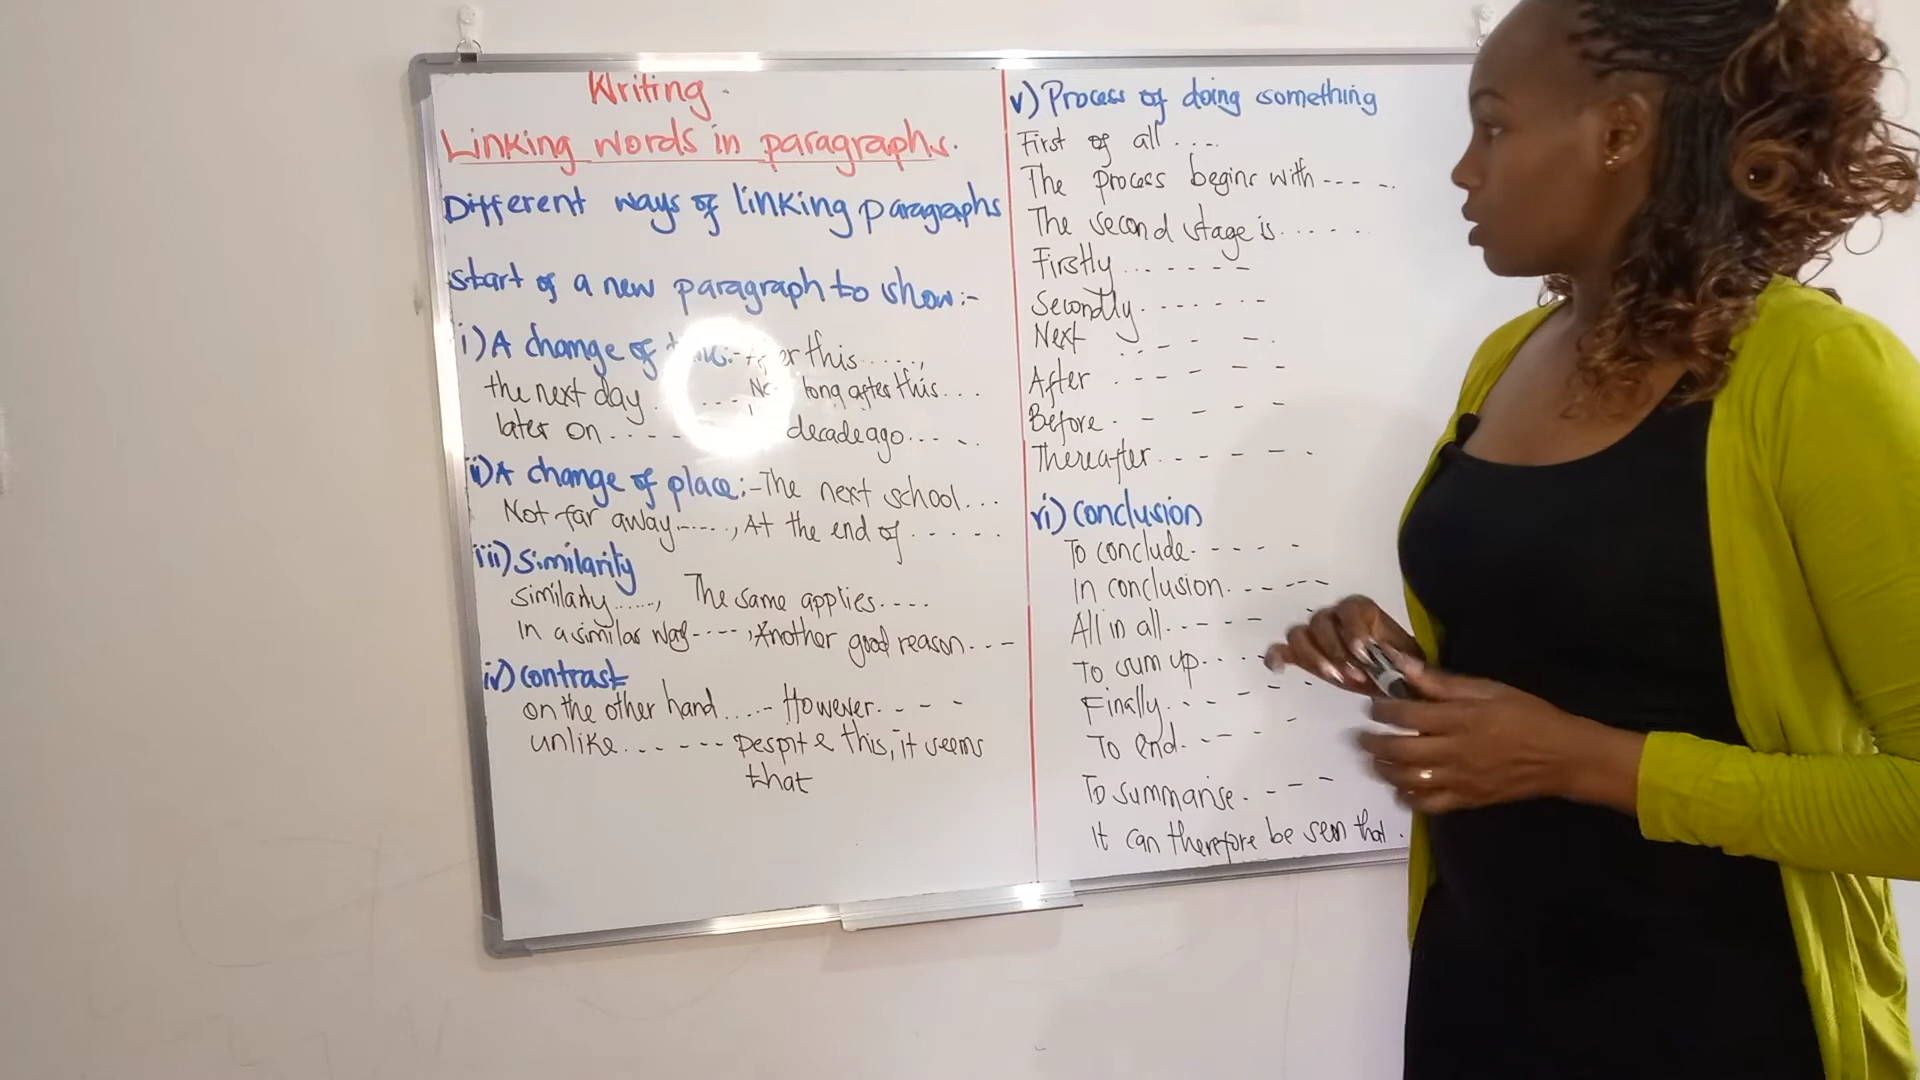 Writing.
Linking words in paragraphs.
Different ways of linking paragraphs
start of a new paragraph to show:-
i) A change of this.....,
the next day....... long after this...
later on..... decade ago.....
ii) A change of place:- The next school...
Not far away......, At the end of.....
iii) Similarity
Similarly......, The same applies....
In a similar way----, Another good reason...-
iv) Contrast
on the other hand....-- However.---
unlike...---- Despite this, it seems
that
v) Process of doing something
First of all....
The process begins with-----
The second stage is......
Firstly.......
Secondly.......
Next.......
After.....
Before.----
Thereafter.-----
vi) Conclusion
To conclude.----
In conclusion.-----
All in all.----
To sum up....
Finally.-----
To end.----
To summarise.---
It can therefore be seen that.